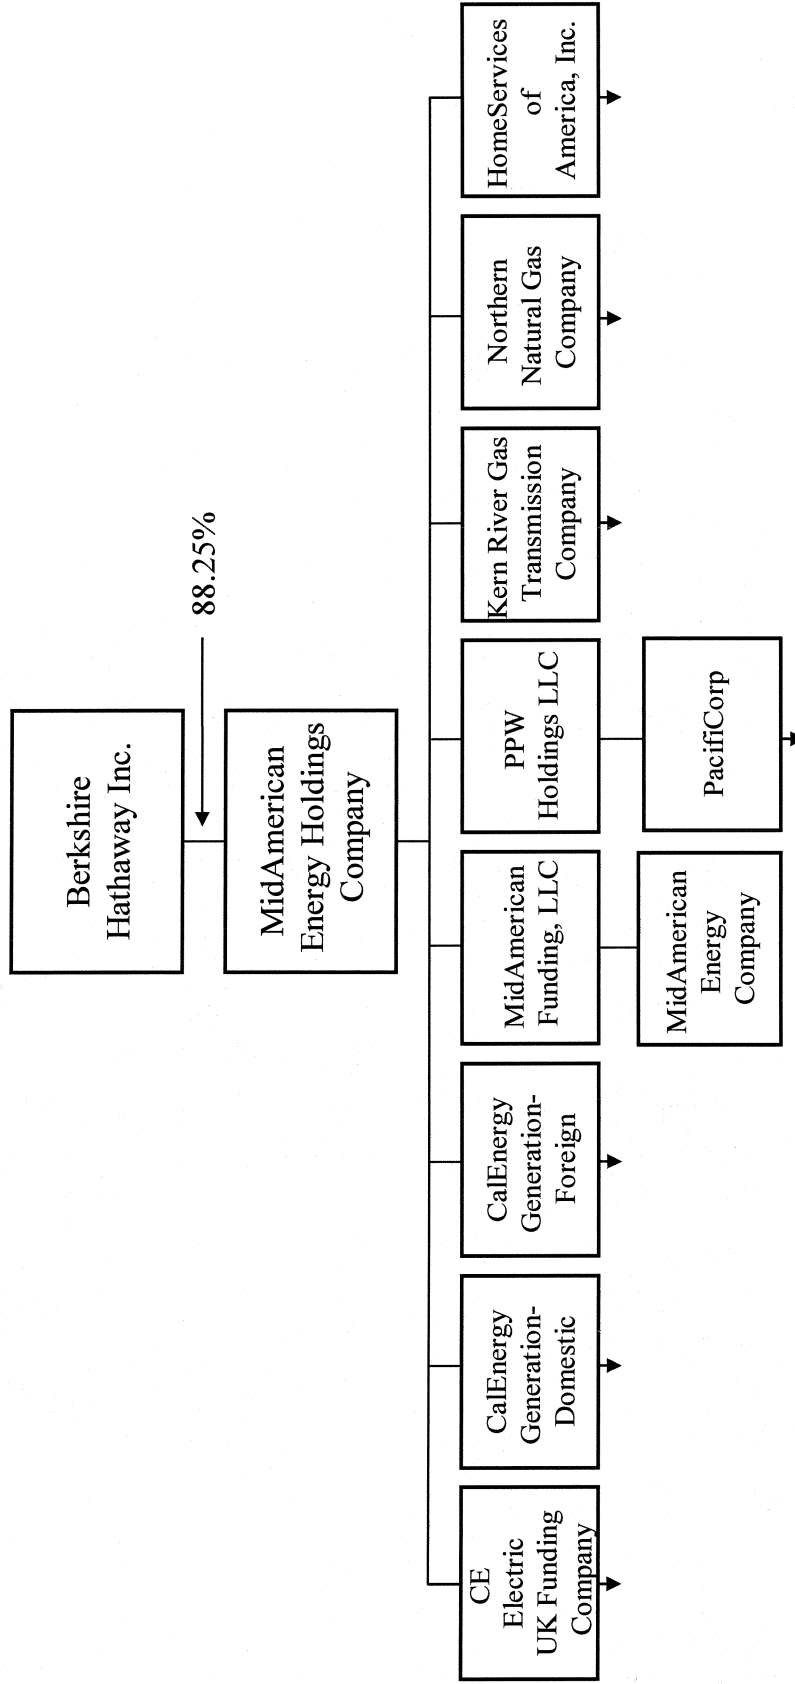 Berkshire
Hathaway Inc.
88.25%
MidAmerican
Energy Holdings
Company
CE
Electric
UK Funding
Company
CalEnergy
Generation-
Domestic
CalEnergy
Generation-
Foreign
MidAmerican
Funding, LLC
PPW
Holdings LLC
Kern River Gas
Transmission
Company
Northern
Natural Gas
Company
HomeServices
of
America, Inc.
MidAmerican
Energy
Company
PacifiCorp